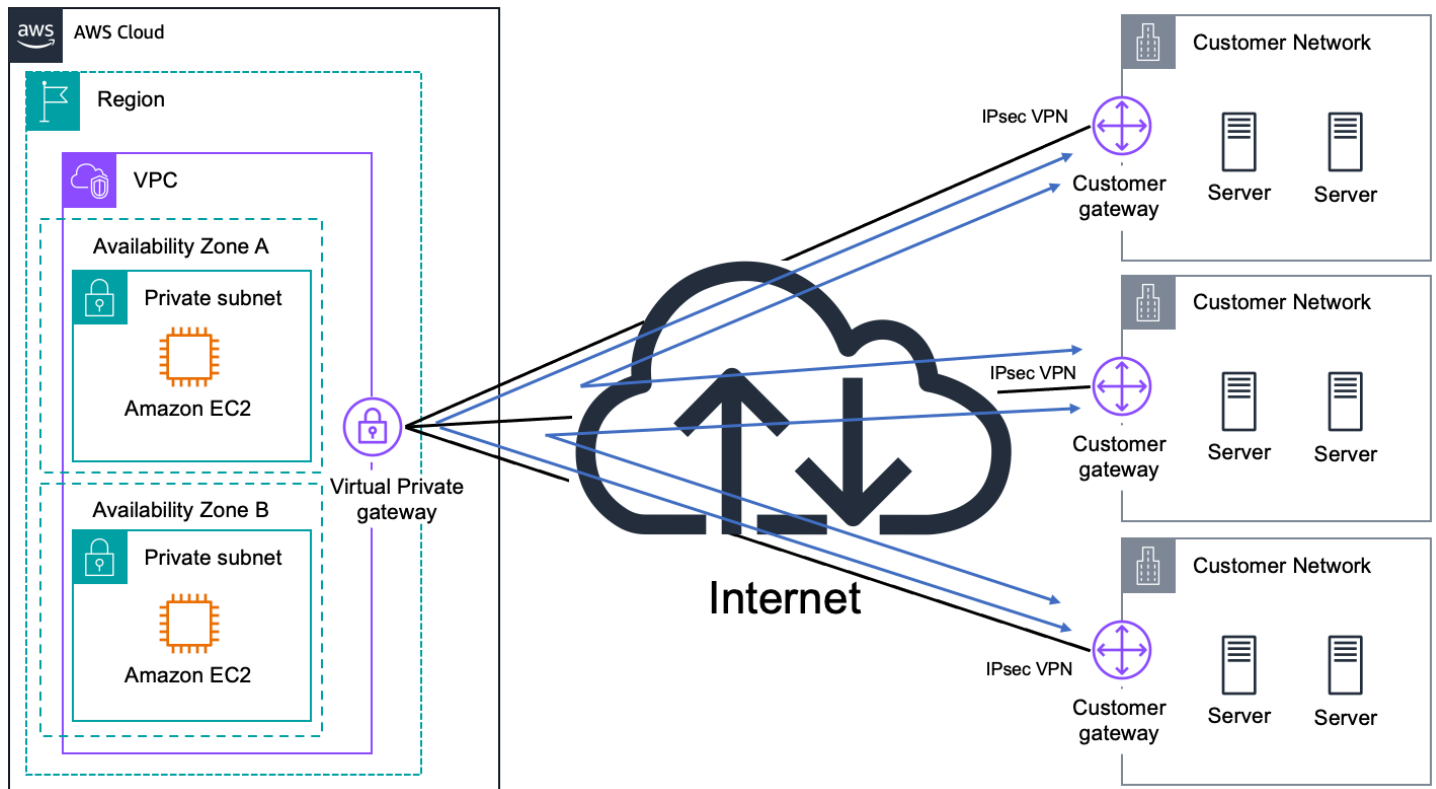 aws
AWS Cloud
Region
VPC
Availability Zone A
Private subnet
Amazon EC2
Availability Zone B
Private subnet
Amazon EC2
Virtual Private
gateway
Internet
IPsec VPN
Customer
gateway
Customer Network
Server
Server
IPsec VPN
Customer
gateway
Customer Network
Server
Server
IPsec VPN
Customer
gateway
Customer Network
Server
Server